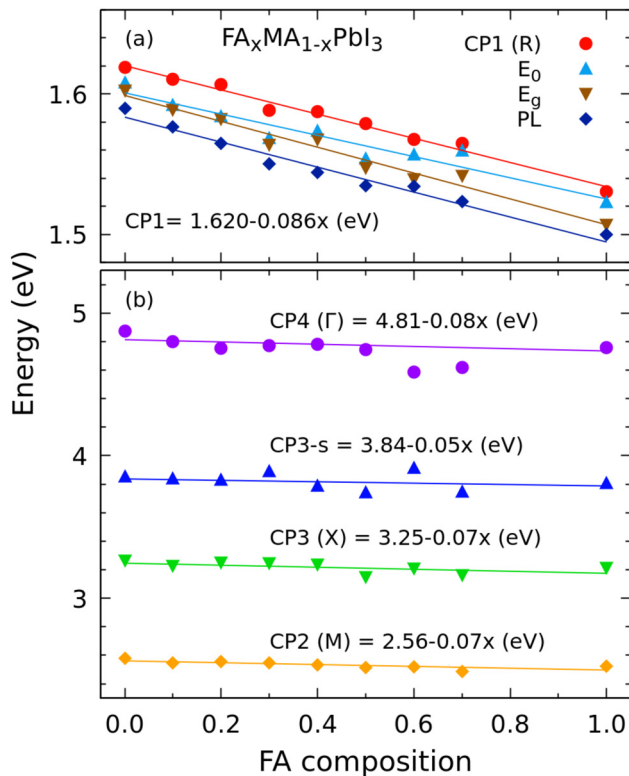 (a) FAₓMA₁₋ₓPbI₃
CP1 (R)
E₀
E_g
PL
CP1= 1.620-0.086x (eV)
1.6
1.5
Energy (eV)
(b)
CP4 (Γ) = 4.81-0.08x (eV)
CP3-s = 3.84-0.05x (eV)
CP3 (X) = 3.25-0.07x (eV)
CP2 (M) = 2.56-0.07x (eV)
5
4
3
0.0 0.2 0.4 0.6 0.8 1.0
FA composition